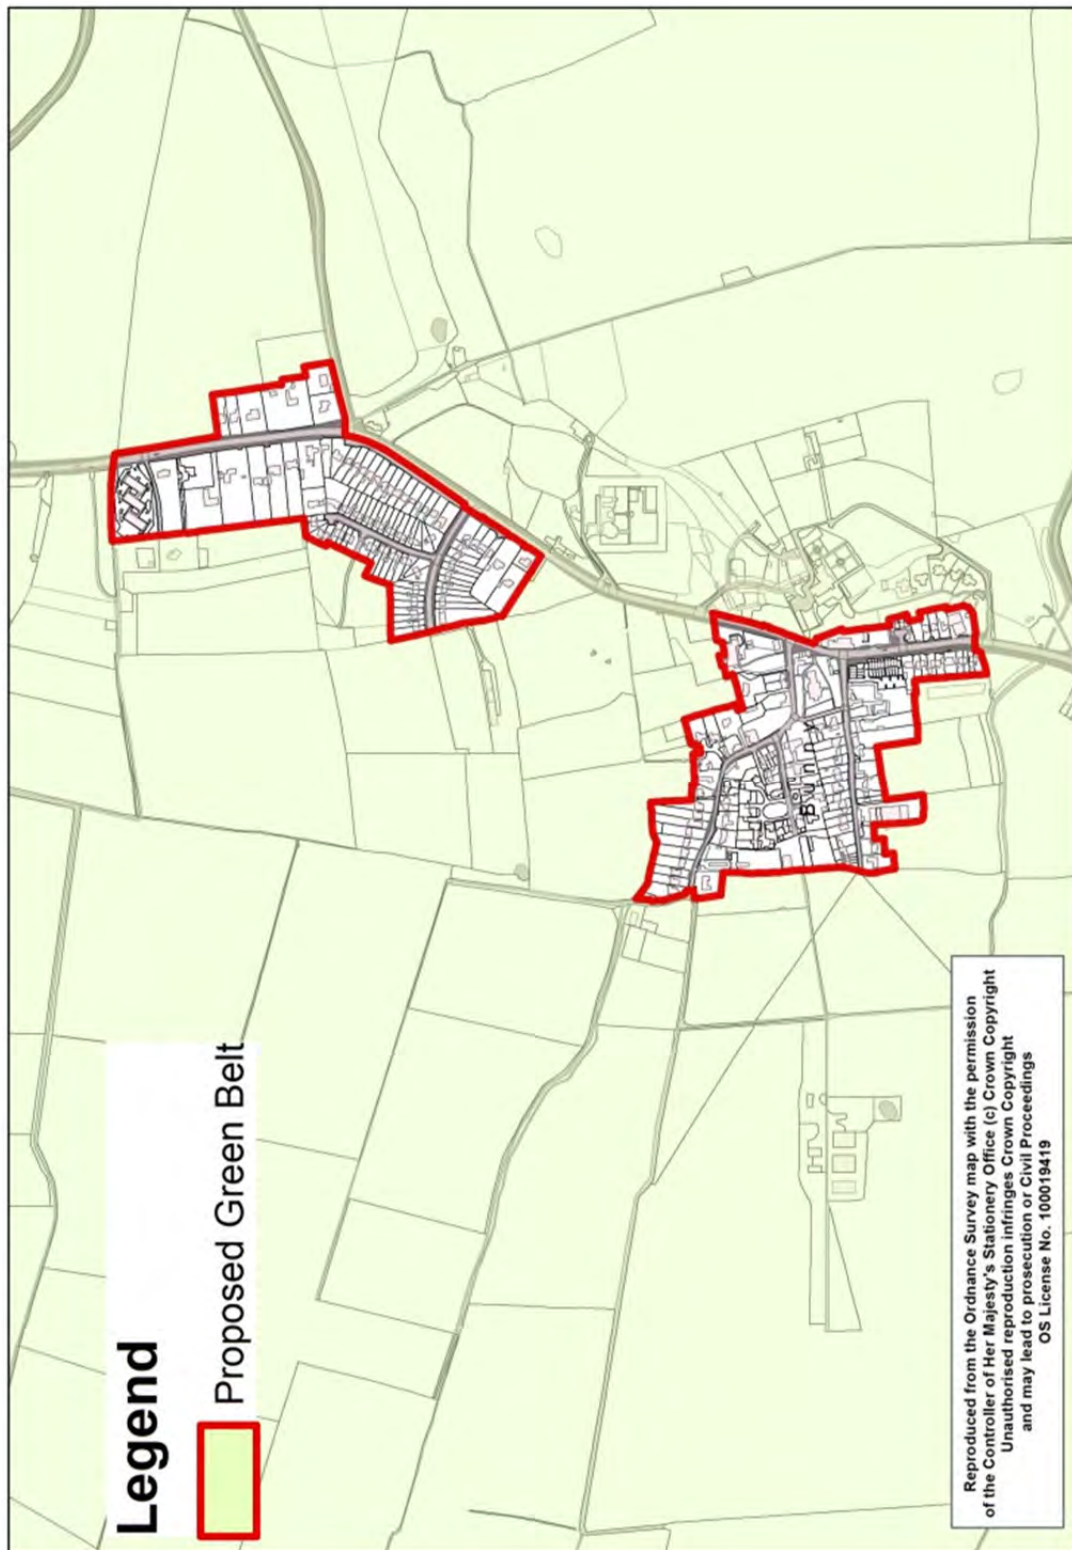 Legend
Proposed Green Belt
Bwlnnk
Reproduced from the Ordnance Survey map with the permission
of the Controller of Her Majesty's Stationery Office (c) Crown Copyright
Unauthorised reproduction infringes Crown Copyright
and may lead to prosecution or Civil Proceedings
OS License No. 100019419